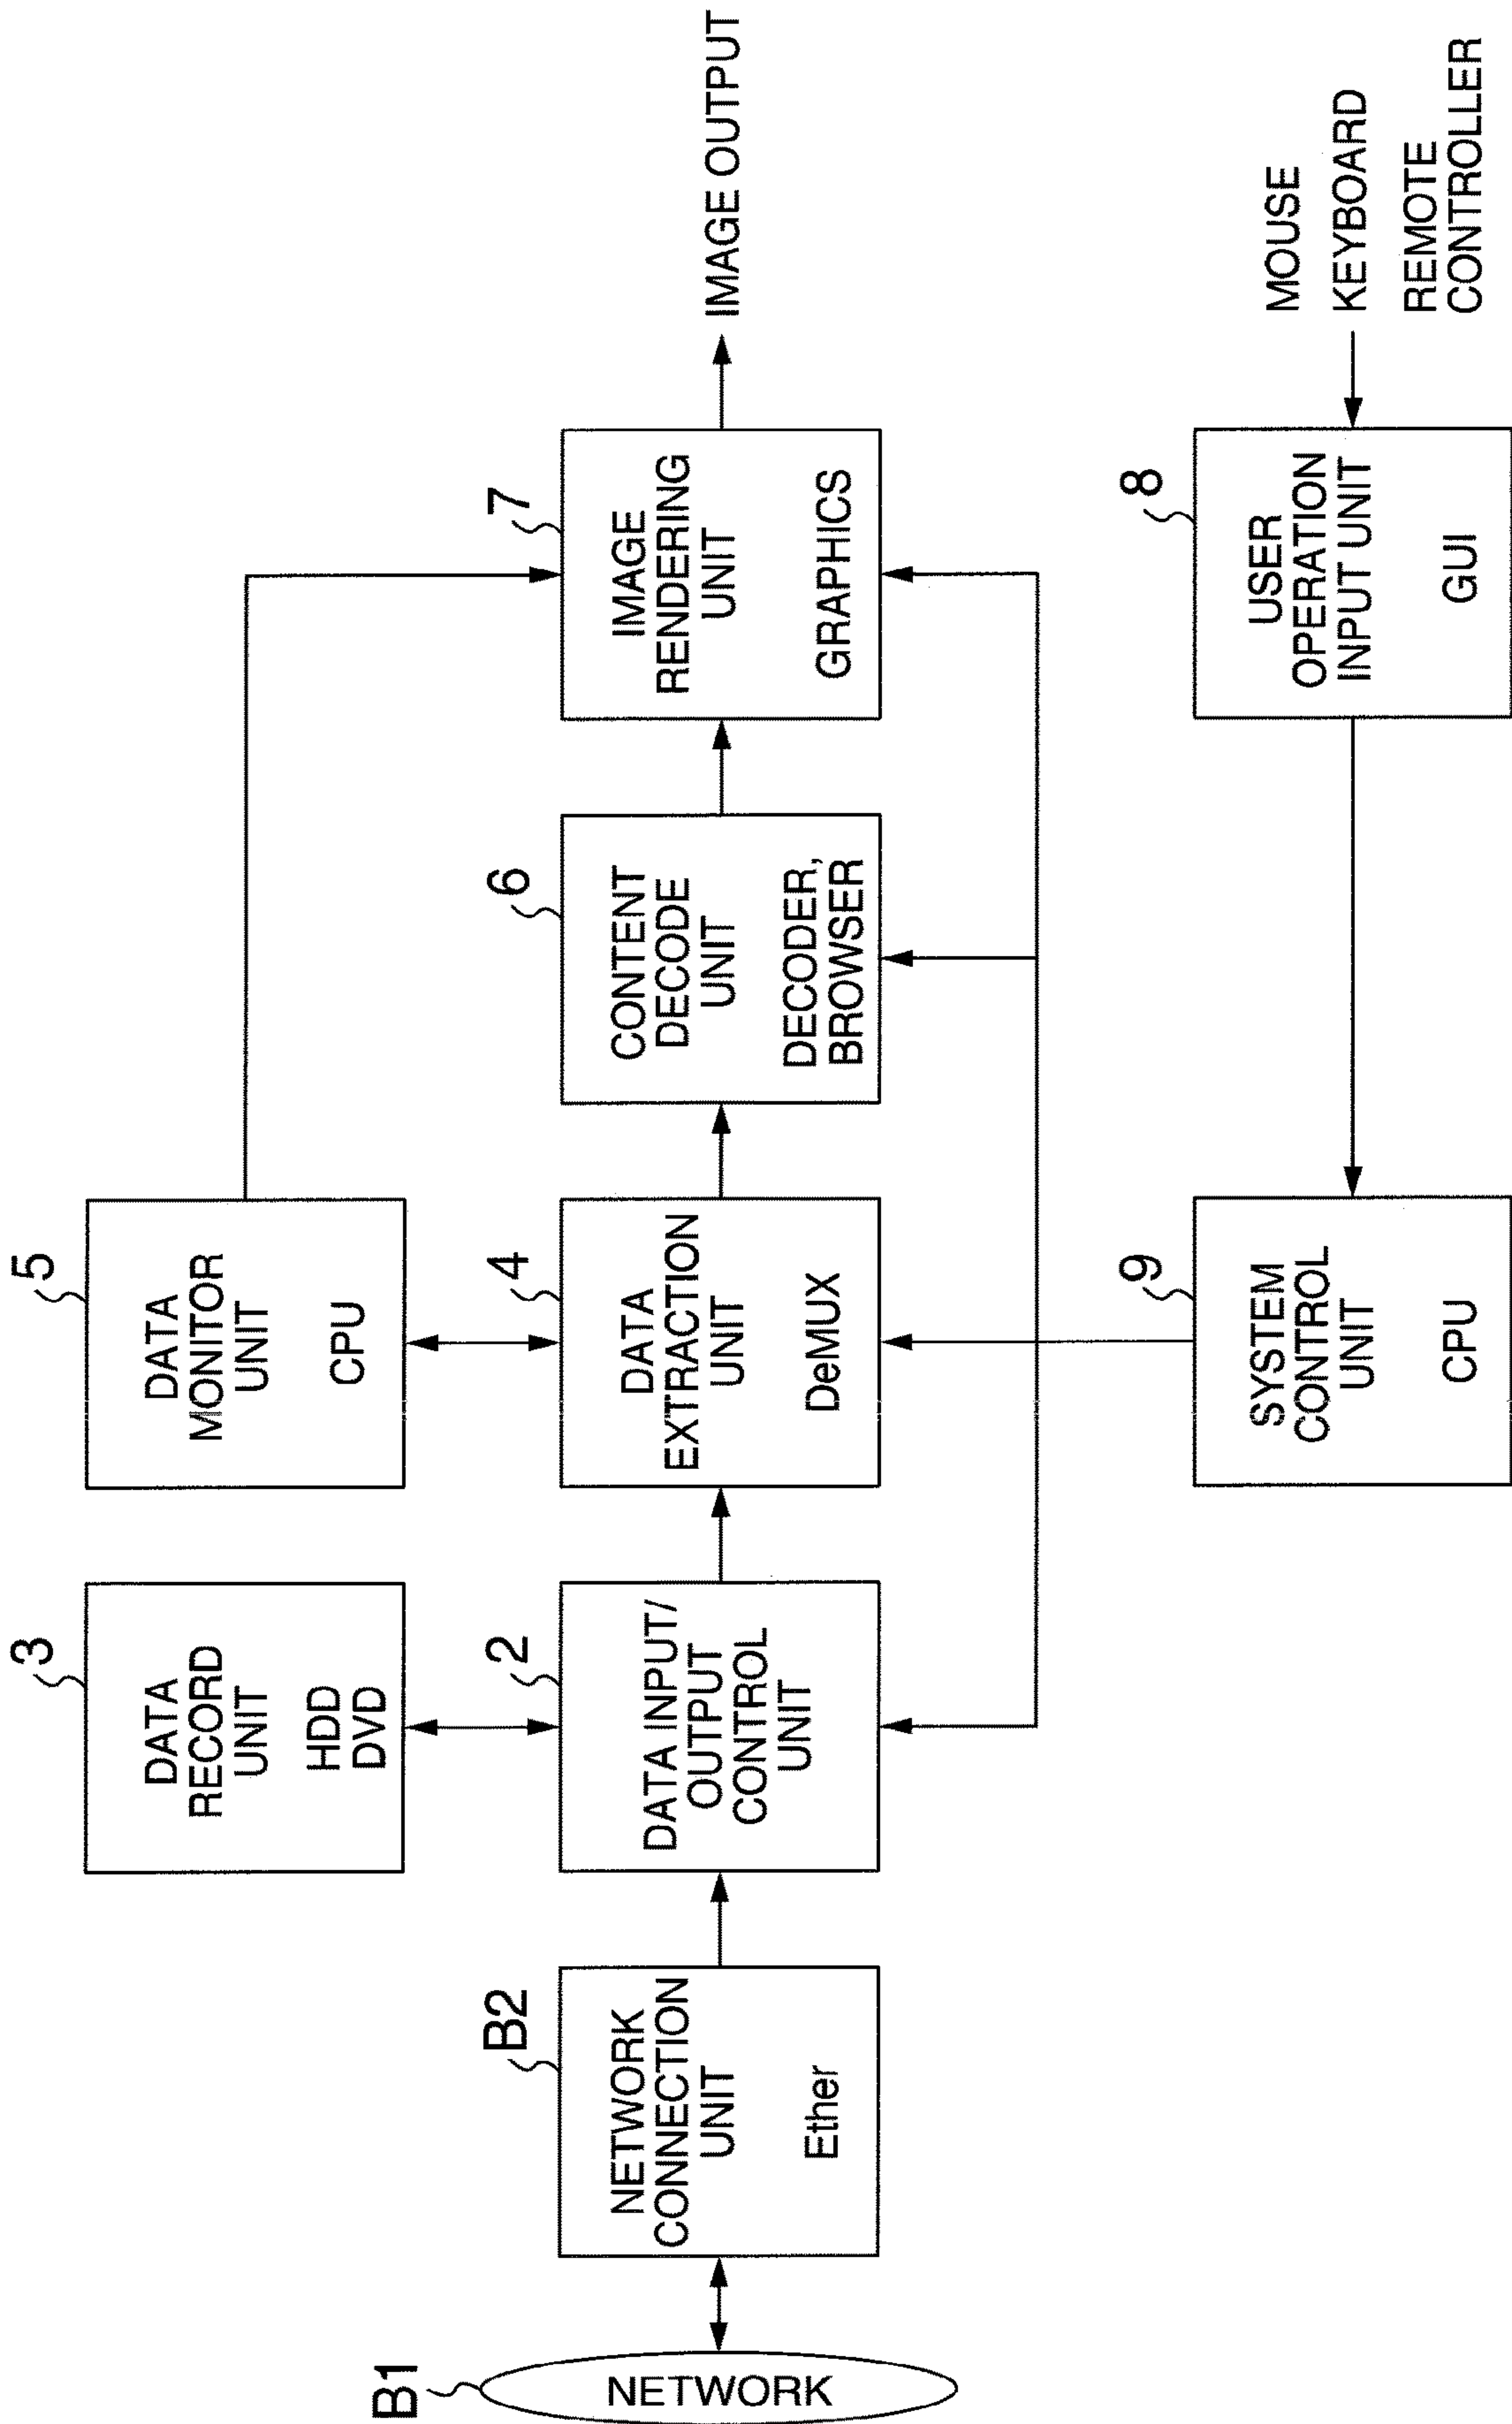 B1
NETWORK
B2
NETWORK
CONNECTION
UNIT
Ether
3
DATA
RECORD
UNIT
HDD
DVD
2
DATA INPUT/
OUTPUT
CONTROL
UNIT
5
DATA
MONITOR
UNIT
CPU
4
DATA
EXTRACTION
UNIT
DeMUX
6
CONTENT
DECODE
UNIT
DECODER,
BROWSER
7
IMAGE
RENDERING
UNIT
GRAPHICS
IMAGE OUTPUT
9
SYSTEM
CONTROL
UNIT
CPU
8
USER
OPERATION
INPUT UNIT
GUI
MOUSE
KEYBOARD
REMOTE
CONTROLLER